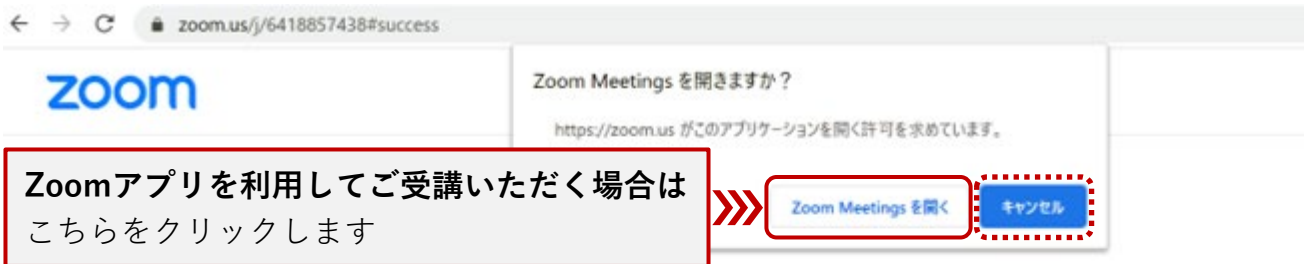 zoom.us/j/6418857438#success
zoom
Zoom Meetings を開きますか？
https://zoom.us がこのアプリケーションを開く許可を求めています。
Zoomアプリを利用してご受講いただく場合は
こちらをクリックします
Zoom Meetings を開く
キャンセル